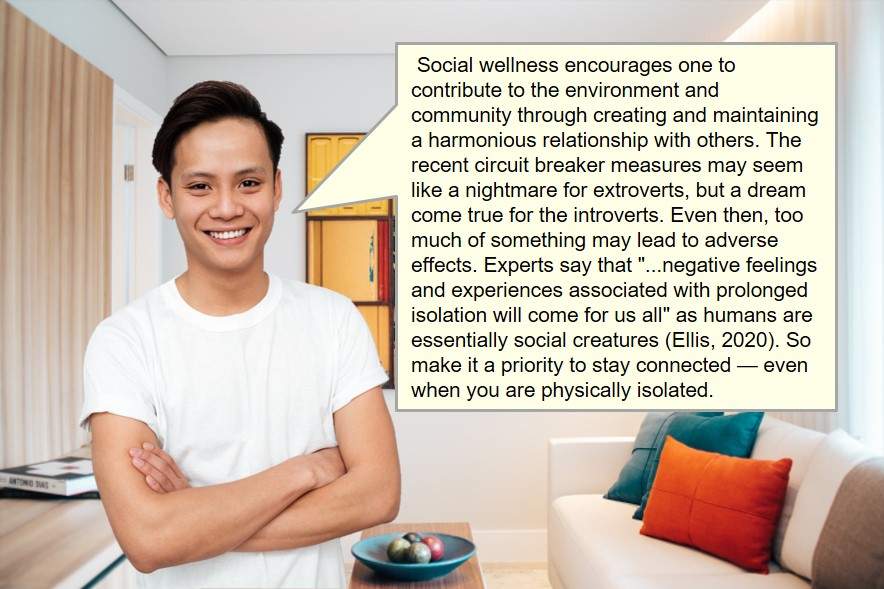 Social wellness encourages one to
contribute to the environment and
community through creating and maintaining
a harmonious relationship with others. The
recent circuit breaker measures may seem
like a nightmare for extroverts, but a dream
come true for the introverts. Even then, too
much of something may lead to adverse
effects. Experts say that "...negative feelings
and experiences associated with prolonged
isolation will come for us all" as humans are
essentially social creatures (Ellis, 2020). So
make it a priority to stay connected — even
when you are physically isolated.
ANTONIO DIAS